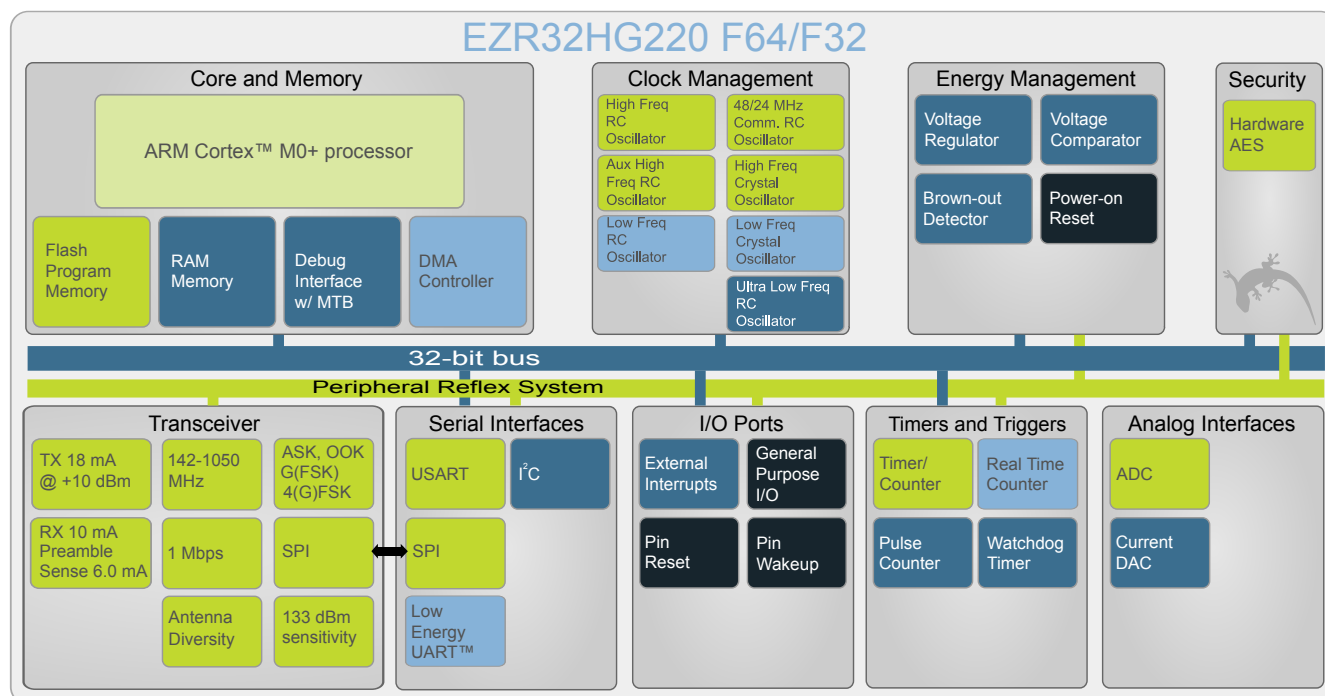 EZR32HG220 F64/F32
Core and Memory
ARM Cortex™ M0+ processor
Flash
Program
Memory
RAM
Memory
Debug
Interface
w/ MTB
DMA
Controller
Clock Management
High Freq
RC
Oscillator
48/24 MHz
Comm. RC
Oscillator
Aux High
Freq RC
Oscillator
High Freq
Crystal
Oscillator
Low Freq
RC
Oscillator
Low Freq
Crystal
Oscillator
Ultra Low Freq
RC
Oscillator
Energy Management
Voltage
Regulator
Voltage
Comparator
Brown-out
Detector
Power-on
Reset
Security
Hardware
AES
32-bit bus
Peripheral Reflex System
Transceiver
TX 18 mA
@ +10 dBm
142-1050
MHz
ASK, OOK
G(FSK)
4(G)FSK
RX 10 mA
Preamble
Sense 6.0 mA
1 Mbps
SPI
Antenna
Diversity
133 dBm
sensitivity
Serial Interfaces
USART
I²C
SPI
Low
Energy
UART™
I/O Ports
External
Interrupts
General
Purpose
I/O
Pin
Reset
Pin
Wakeup
Timers and Triggers
Timer/
Counter
Real Time
Counter
Pulse
Counter
Watchdog
Timer
Analog Interfaces
ADC
Current
DAC